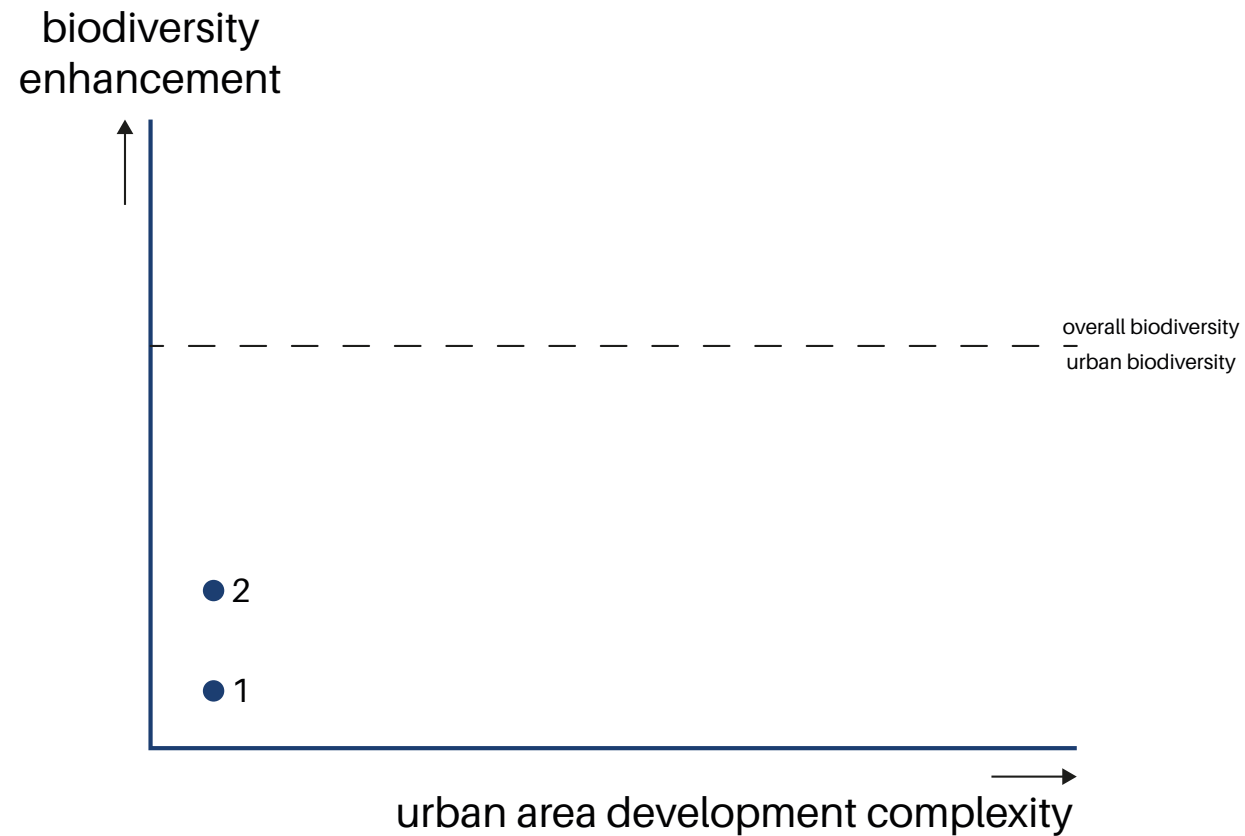 biodiversity
enhancement
overall biodiversity
urban biodiversity
2
1
urban area development complexity